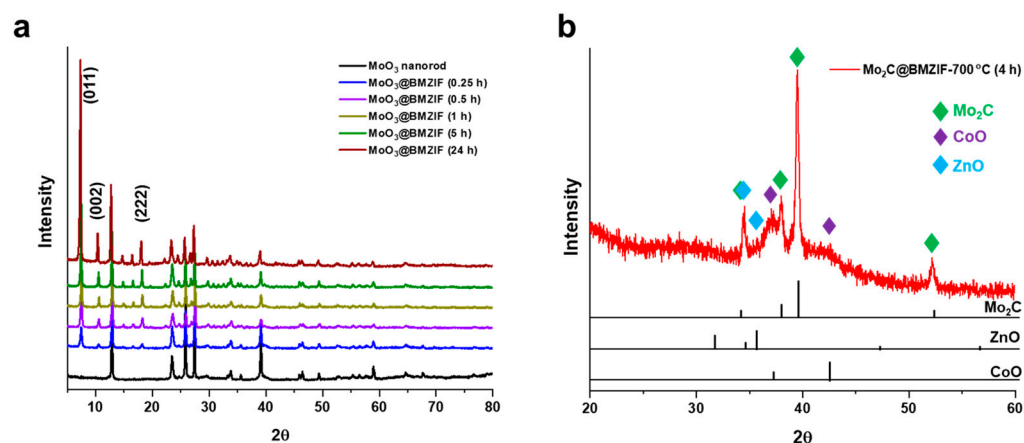 a
Intensity
(011)
(002)
(222)
MoO₃ nanorod
MoO₃@BMZIF (0.25 h)
MoO₃@BMZIF (0.5 h)
MoO₃@BMZIF (1 h)
MoO₃@BMZIF (5 h)
MoO₃@BMZIF (24 h)
10 20 30 40 50 60 70 80
2θ
b
Intensity
Mo₂C@BMZIF-700°C (4 h)
Mo₂C
CoO
ZnO
Mo₂C
ZnO
CoO
20 30 40 50 60
2θ